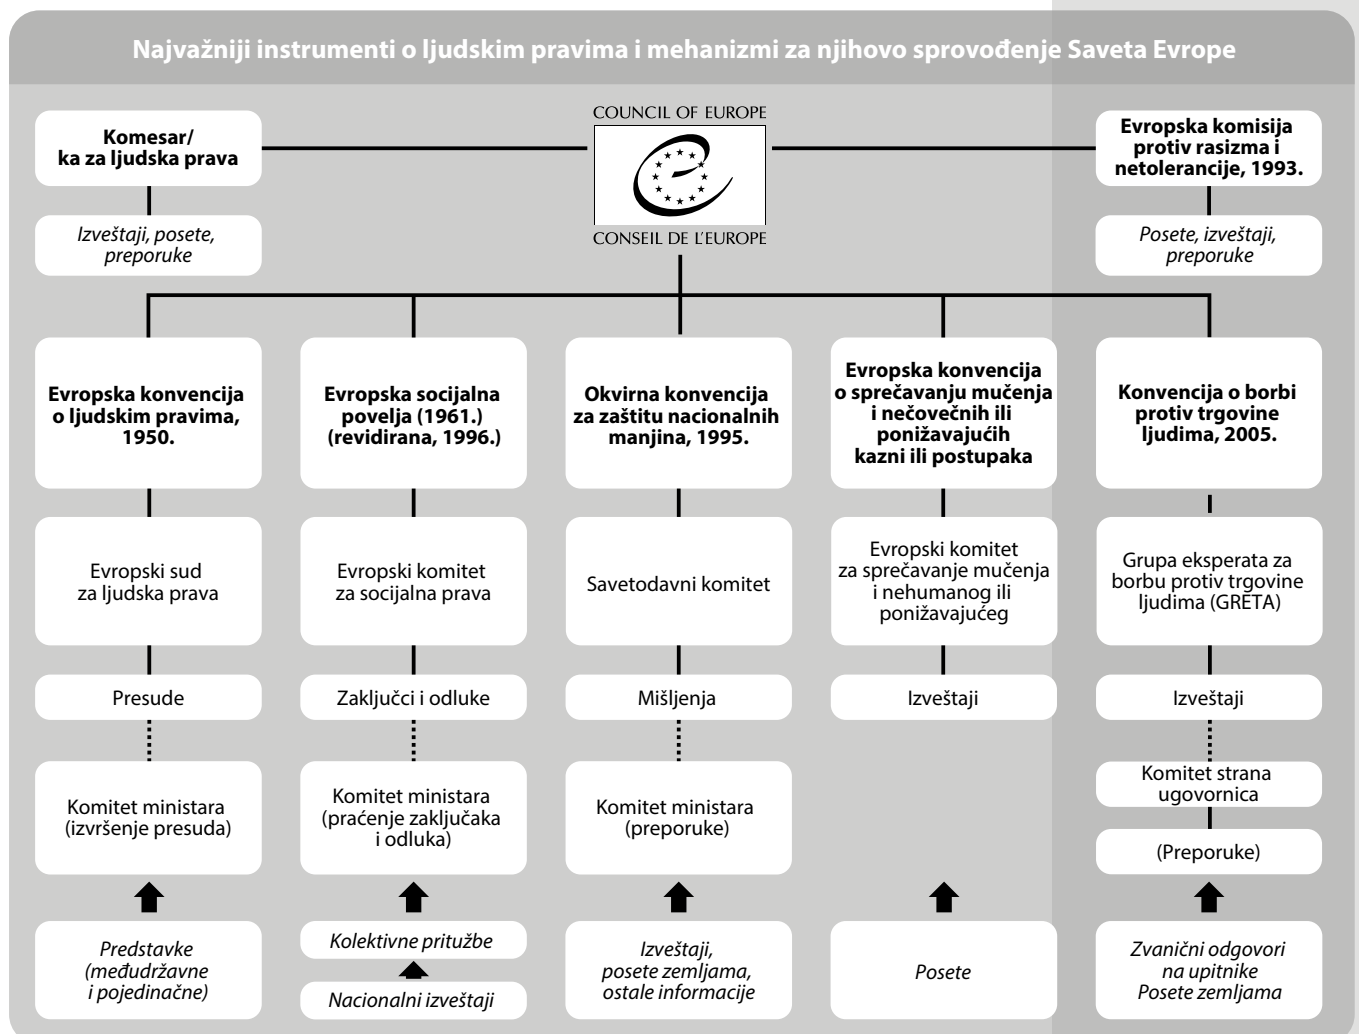 Najvažniji instrumenti o ljudskim pravima i mehanizmi za njihovo sprovođenje Saveta Evrope
Komesar/
ka za ljudska prava
Izveštaji, posete,
preporuke
COUNCIL OF EUROPE
CONSEIL DE L'EUROPE
Evropska komisija
protiv rasizma i
netolerancije, 1993.
Posete, izveštaji,
preporuke
Evropska konvencija
o ljudskim pravima,
1950.
Evropski sud
za ljudska prava
Presude
Komitet ministara
(izvršenje presuda)
Predstavke
(međudržavne
i pojedinačne)
Evropska socijalna
povelja (1961.)
(revidirana, 1996.)
Evropski komitet
za socijalna prava
Zaključci i odluke
Komitet ministara
(praćenje zaključaka
i odluka)
Kolektivne pritužbe
Nacionalni izveštaji
Okvirna konvencija
za zaštitu nacionalnih
manjina, 1995.
Savetodavni komitet
Mišljenja
Komitet ministara
(preporuke)
Izveštaji,
posete zemljama,
ostale informacije
Evropska konvencija
o sprečavanju mučenja
i nečovečnih ili
ponižavajućih
kazni ili postupaka
Evropski komitet
za sprečavanje mučenja
i nehumanog ili
ponižavajućeg
Izveštaji
Posete
Konvencija o borbi
protiv trgovine
ljudima, 2005.
Grupa eksperata za
borbu protiv trgovine
ljudima (GRETA)
Izveštaji
Komitet strana
ugovornica
(Preporuke)
Zvanični odgovori
na upitnike
Posete zemljama